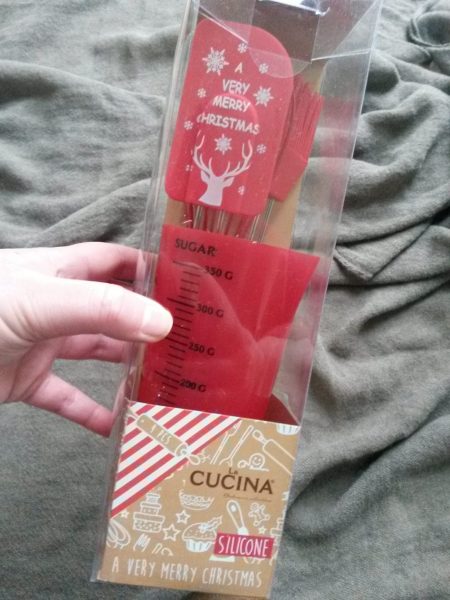 A
VERY
MERRY
CHRISTMAS
SUGAR
350 G
300 G
250 G
200 G
LA
CUCINA
SILICONE
A VERY MERRY CHRISTMAS